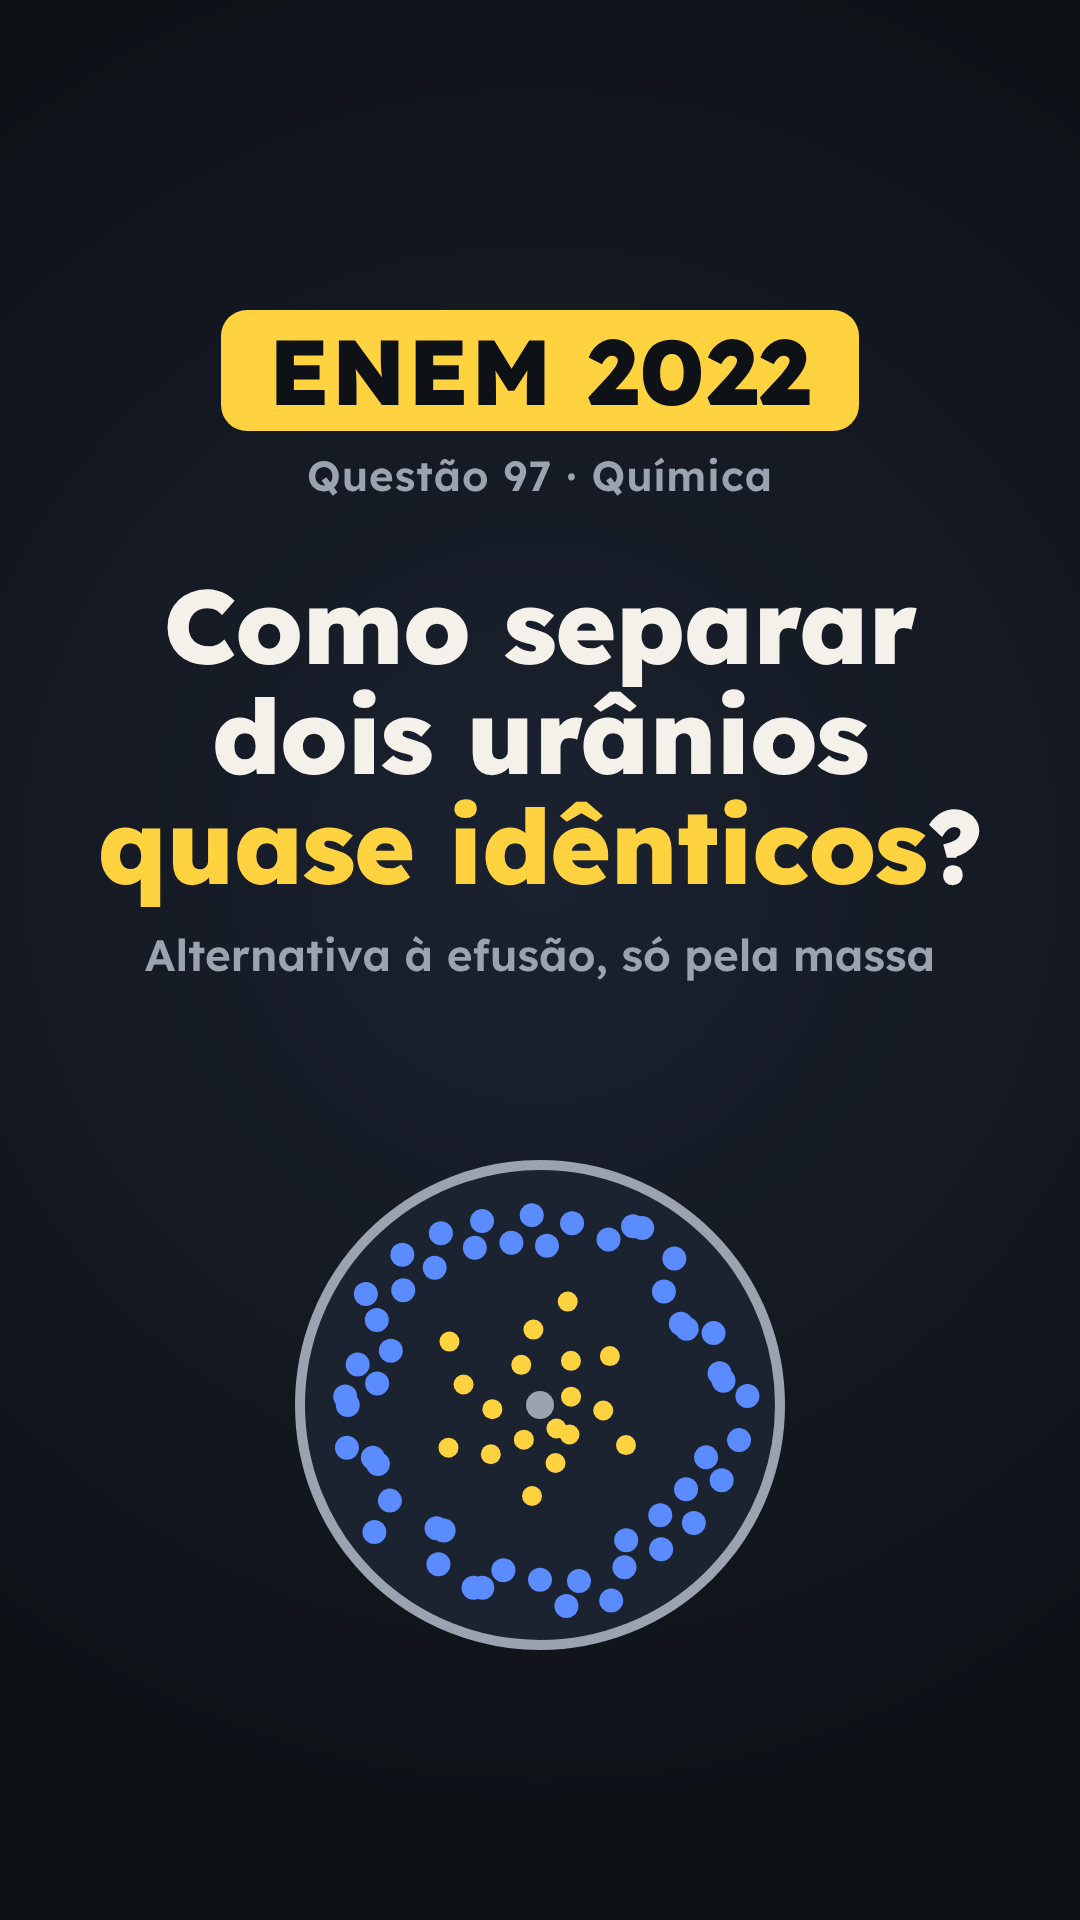 ENEM 2022
Questão 97 · Química
Como separar
dois urânios
quase idênticos?
Alternativa à efusão, só pela massa